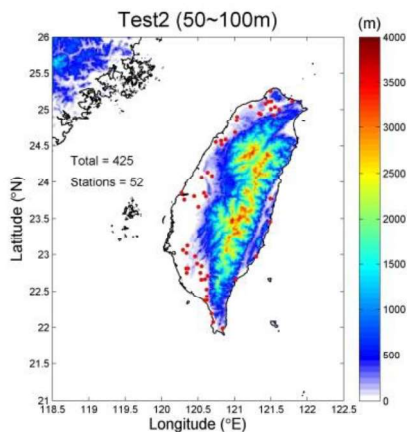 Test2 (50~100m)
(m)
26
25.5
25
24.5
24
23.5
23
22.5
22
21.5
21
Latitude (°N)
Total = 425
Stations = 52
118.5 119 119.5 120 120.5 121 121.5 122 122.5
Longitude (°E)
4000
3500
3000
2500
2000
1500
1000
500
0